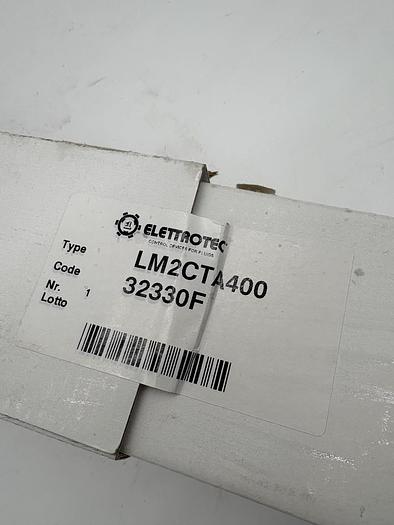 ELETTROTEC
CONTROL DEVICES FOR FLUIDS
Type LM2CTA400
Code 32330F
Nr. 1
Lotto